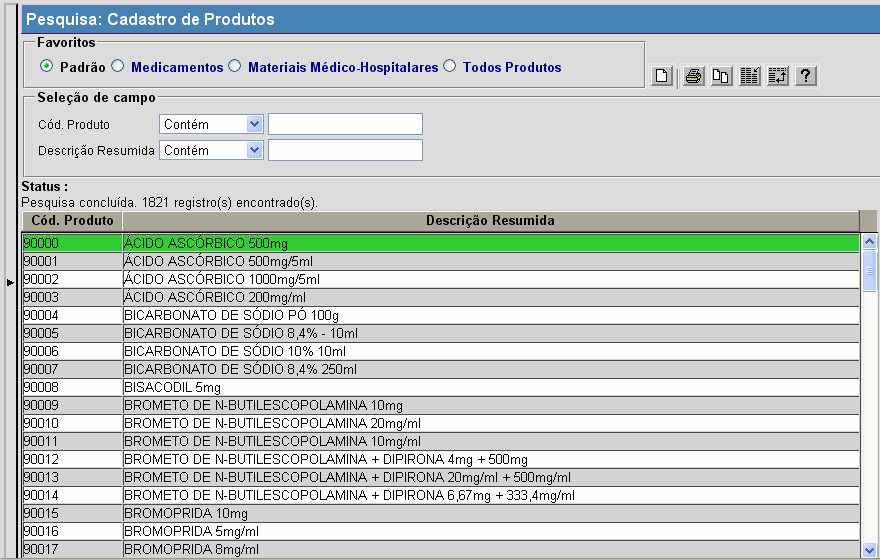 Pesquisa: Cadastro de Produtos
Favoritos
Padrão Medicamentos Materiais Médico-Hospitalares Todos Produtos
?
Seleção de campo
Cód. Produto Contém
Descrição Resumida Contém
Status :
Pesquisa concluída. 1821 registro(s) encontrado(s).
Cód. Produto Descrição Resumida
90000 ÁCIDO ASCÓRBICO 500mg
90001 ÁCIDO ASCÓRBICO 500mg/5ml
90002 ÁCIDO ASCÓRBICO 1000mg/5ml
90003 ÁCIDO ASCÓRBICO 200mg/ml
90004 BICARBONATO DE SÓDIO PÓ 100g
90005 BICARBONATO DE SÓDIO 8,4% - 10ml
90006 BICARBONATO DE SÓDIO 10% 10ml
90007 BICARBONATO DE SÓDIO 8,4% 250ml
90008 BISACODIL 5mg
90009 BROMETO DE N-BUTILESCOPOLAMINA 10mg
90010 BROMETO DE N-BUTILESCOPOLAMINA 20mg/ml
90011 BROMETO DE N-BUTILESCOPOLAMINA 10mg/ml
90012 BROMETO DE N-BUTILESCOPOLAMINA + DIPIRONA 4mg + 500mg
90013 BROMETO DE N-BUTILESCOPOLAMINA + DIPIRONA 20mg/ml + 500mg/ml
90014 BROMETO DE N-BUTILESCOPOLAMINA + DIPIRONA 6,67mg + 333,4mg/ml
90015 BROMOPRIDA 10mg
90016 BROMOPRIDA 5mg/ml
90017 BROMOPRIDA 8mg/ml